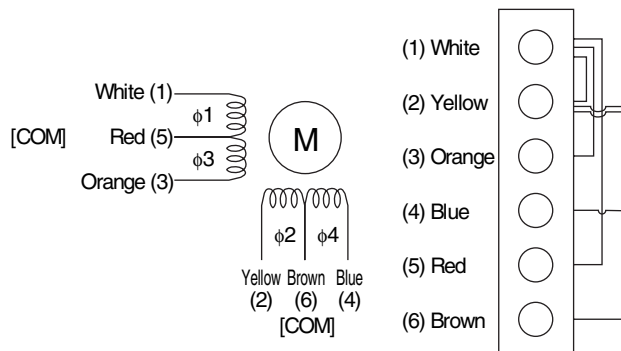 White (1)
ϕ1
[COM] Red (5)
ϕ3
Orange (3)
M
ϕ2 ϕ4
Yellow Brown Blue
(2) (6) (4)
[COM]
(1) White
(2) Yellow
(3) Orange
(4) Blue
(5) Red
(6) Brown